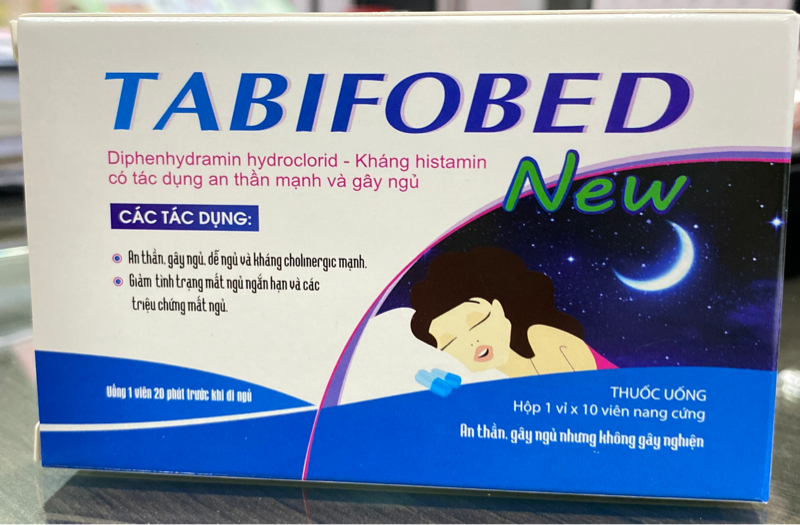 TABIFOBED
New
Diphenhydramin hydroclorid - Kháng histamin
có tác dụng an thần mạnh và gây ngủ
CÁC TÁC DỤNG:
An thần, gây ngủ, dễ ngủ và kháng cholinergic mạnh.
Giảm tình trạng mất ngủ ngắn hạn và các
triệu chứng mất ngủ.
Uống 1 viên 20 phút trước khi đi ngủ
THUỐC UỐNG
Hộp 1 vỉ x 10 viên nang cứng
An thần, gây ngủ nhưng không gây nghiện